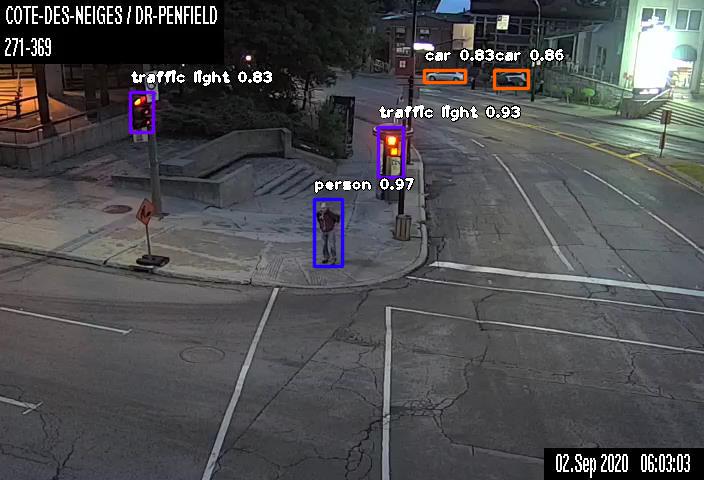 COTE-DES-NEIGES / DR-PENFIELD
271-369
car 0.83
car 0.86
traffic light 0.83
traffic light 0.93
person 0.97
02.Sep 2020 06:03:03